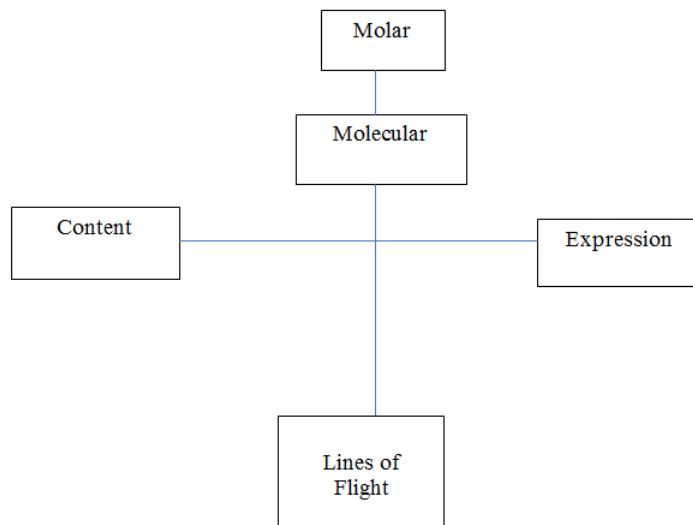 Molar
Molecular
Content
Expression
Lines of
Flight